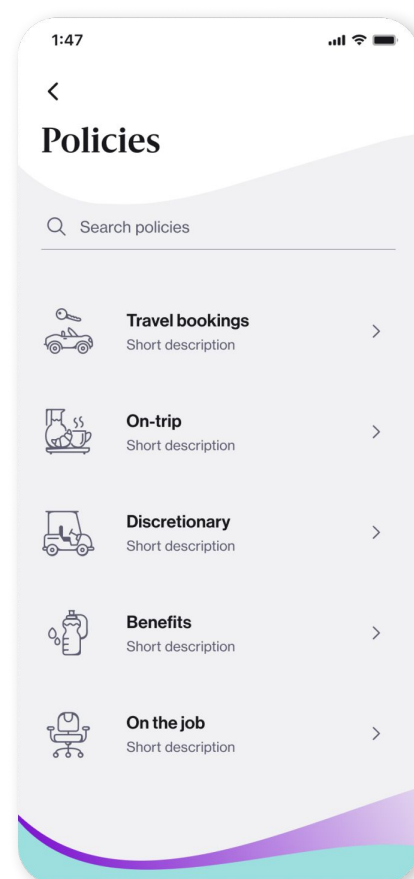 1:47
Policies
Search policies
Travel bookings
Short description
On-trip
Short description
Discretionary
Short description
Benefits
Short description
On the job
Short description